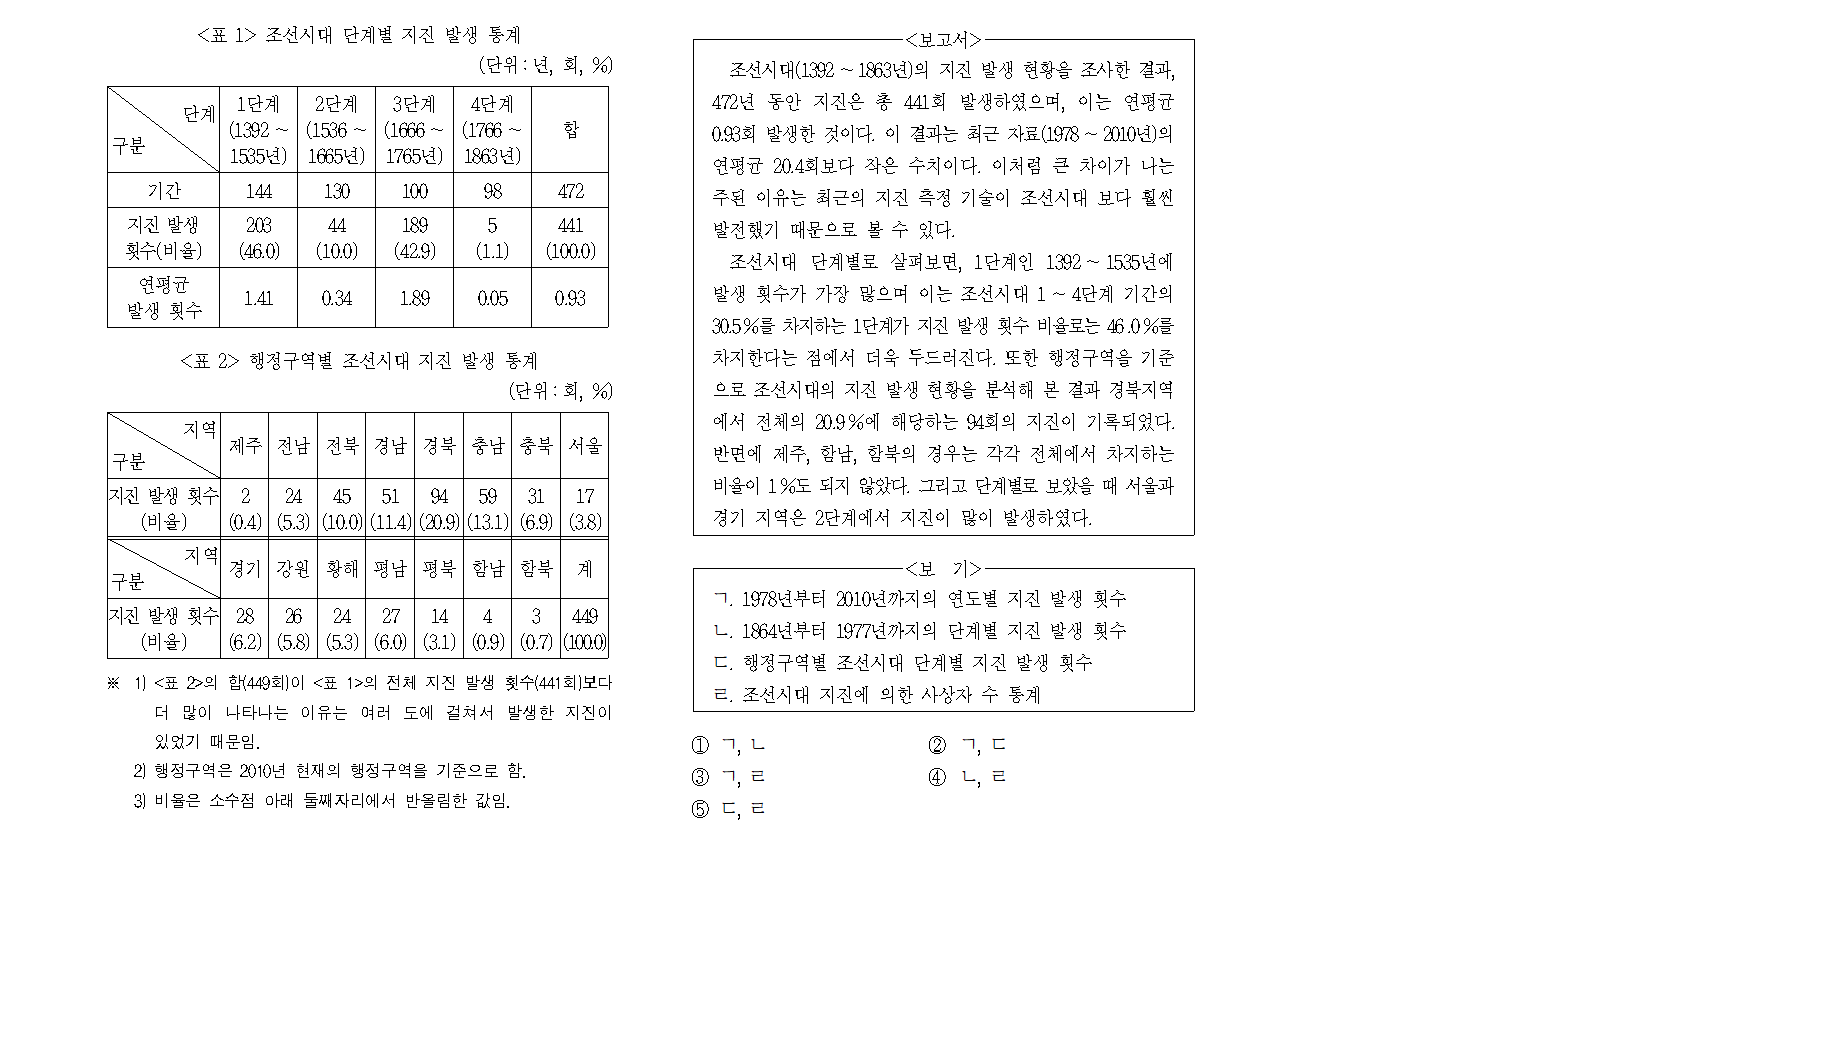 <표 1> 조선시대 단계별 지진 발생 통계
(단위 : 년, 회, %)
단계
구분
1단계 (1392 ~ 1535년)
2단계 (1536 ~ 1665년)
3단계 (1666 ~ 1765년)
4단계 (1766 ~ 1863년)
합
기간 144 130 100 98 472
지진 발생 횟수(비율) 203 (46.0) 44 (10.0) 189 (42.9) 5 (1.1) 441 (100.0)
연평균 발생 횟수 1.41 0.34 1.89 0.05 0.93
<표 2> 행정구역별 조선시대 지진 발생 통계
(단위 : 회, %)
지역
구분
제주 전남 전북 경남 경북 충남 충북 서울
지진 발생 횟수 2 24 45 51 94 59 31 17
(비율) (0.4) (5.3) (10.0) (11.4) (20.9) (13.1) (6.9) (3.8)
지역
구분
경기 강원 황해 평남 평북 함남 함북 계
지진 발생 횟수 28 26 24 27 14 4 3 449
(비율) (6.2) (5.8) (5.3) (6.0) (3.1) (0.9) (0.7) (100.0)
※ 1) <표 2>의 합(449회)이 <표 1>의 전체 지진 발생 횟수(441회)보다
더 많이 나타나는 이유는 여러 도에 걸쳐서 발생한 지진이
있었기 때문임.
2) 행정구역은 2010년 현재의 행정구역을 기준으로 함.
3) 비율은 소수점 아래 둘째자리에서 반올림한 값임.
<보고서>
조선시대(1392 ~ 1863년)의 지진 발생 현황을 조사한 결과,
472년 동안 지진은 총 441회 발생하였으며, 이는 연평균
0.93회 발생한 것이다. 이 결과는 최근 자료(1978 ~ 2010년)의
연평균 20.4회보다 작은 수치이다. 이처럼 큰 차이가 나는
주된 이유는 최근의 지진 측정 기술이 조선시대 보다 훨씬
발전했기 때문으로 볼 수 있다.
조선시대 단계별로 살펴보면, 1단계인 1392 ~ 1535년에
발생 횟수가 가장 많으며 이는 조선시대 1 ~ 4단계 기간의
30.5%를 차지하는 1단계가 지진 발생 횟수 비율로는 46.0%를
차지한다는 점에서 더욱 두드러진다. 또한 행정구역을 기준
으로 조선시대의 지진 발생 현황을 분석해 본 결과 경북지역
에서 전체의 20.9%에 해당하는 94회의 지진이 기록되었다.
반면에 제주, 함남, 함북의 경우는 각각 전체에서 차지하는
비율이 1%도 되지 않았다. 그리고 단계별로 보았을 때 서울과
경기 지역은 2단계에서 지진이 많이 발생하였다.
<보 기>
ㄱ. 1978년부터 2010년까지의 연도별 지진 발생 횟수
ㄴ. 1864년부터 1977년까지의 단계별 지진 발생 횟수
ㄷ. 행정구역별 조선시대 단계별 지진 발생 횟수
ㄹ. 조선시대 지진에 의한 사상자 수 통계
① ㄱ, ㄴ ② ㄱ, ㄷ
③ ㄱ, ㄹ ④ ㄴ, ㄹ
⑤ ㄷ, ㄹ